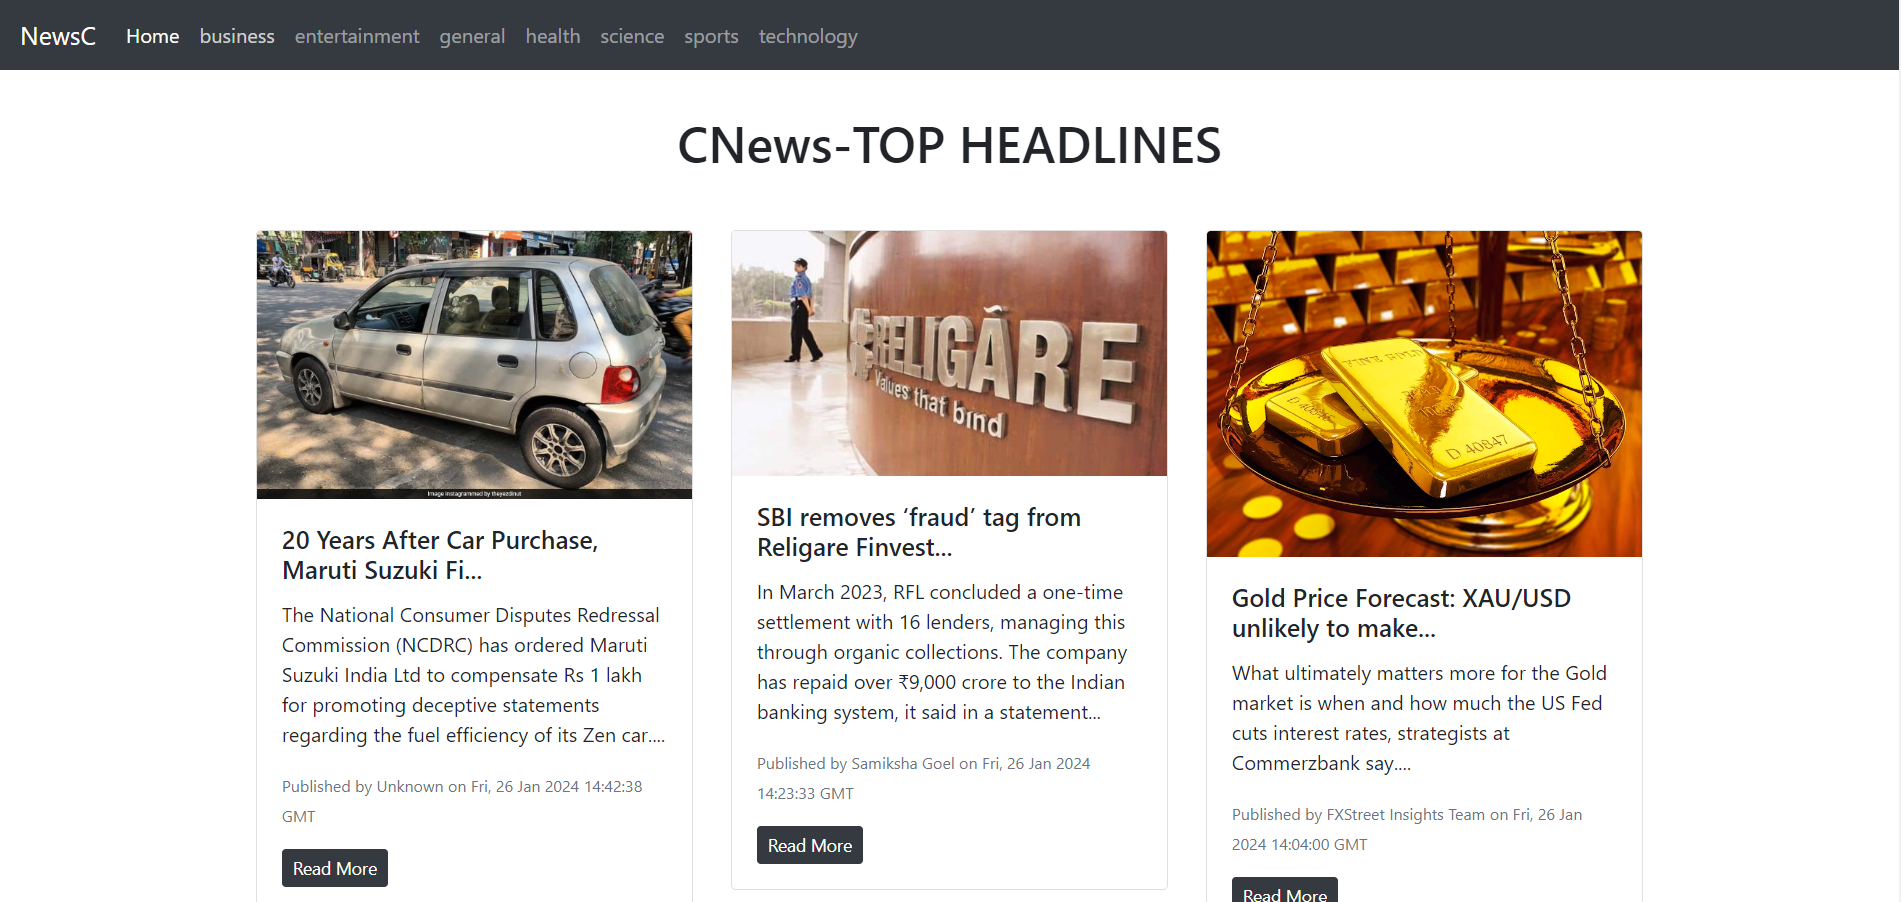 NewsC Home business entertainment general health science sports technology
CNews-TOP HEADLINES
Image instagrammed by theyezdinut
20 Years After Car Purchase,
Maruti Suzuki Fi...
The National Consumer Disputes Redressal
Commission (NCDRC) has ordered Maruti
Suzuki India Ltd to compensate Rs 1 lakh
for promoting deceptive statements
regarding the fuel efficiency of its Zen car....
Published by Unknown on Fri, 26 Jan 2024 14:42:38
GMT
Read More
RELIGARE
Values that bind
SBI removes ‘fraud’ tag from
Religare Finvest...
In March 2023, RFL concluded a one-time
settlement with 16 lenders, managing this
through organic collections. The company
has repaid over ₹9,000 crore to the Indian
banking system, it said in a statement...
Published by Samiksha Goel on Fri, 26 Jan 2024
14:23:33 GMT
Read More
FINE GOLD
D 40847
Gold Price Forecast: XAU/USD
unlikely to make...
What ultimately matters more for the Gold
market is when and how much the US Fed
cuts interest rates, strategists at
Commerzbank say....
Published by FXStreet Insights Team on Fri, 26 Jan
2024 14:04:00 GMT
Read More